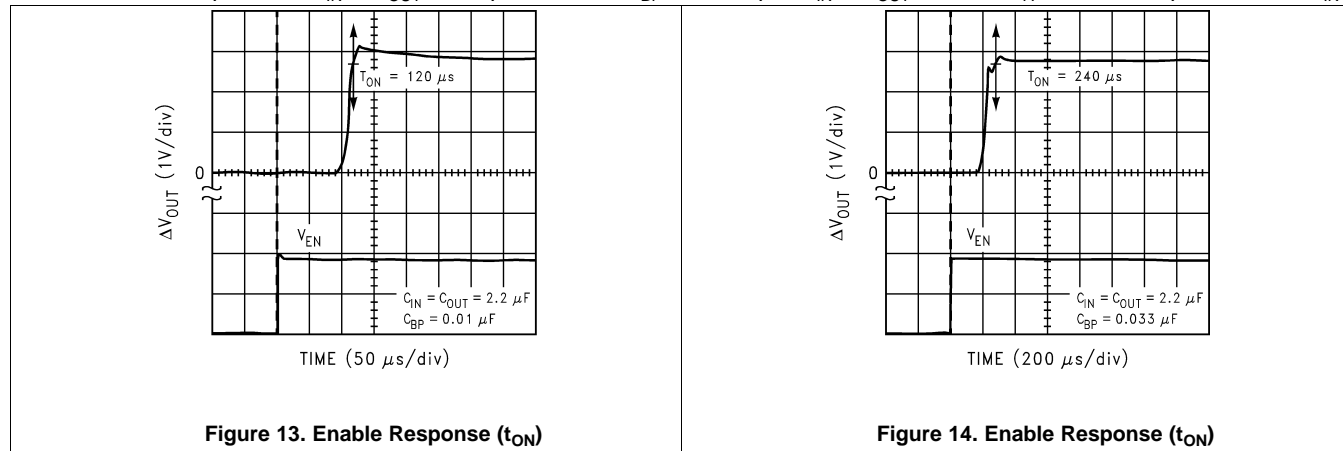 T_ON = 120 μs
ΔV_OUT (1V/div)
0
V_EN
C_IN = C_OUT = 2.2 μF
C_BP = 0.01 μF
TIME (50 μs/div)
Figure 13. Enable Response (t_ON)
T_ON = 240 μs
ΔV_OUT (1V/div)
0
V_EN
C_IN = C_OUT = 2.2 μF
C_BP = 0.033 μF
TIME (200 μs/div)
Figure 14. Enable Response (t_ON)